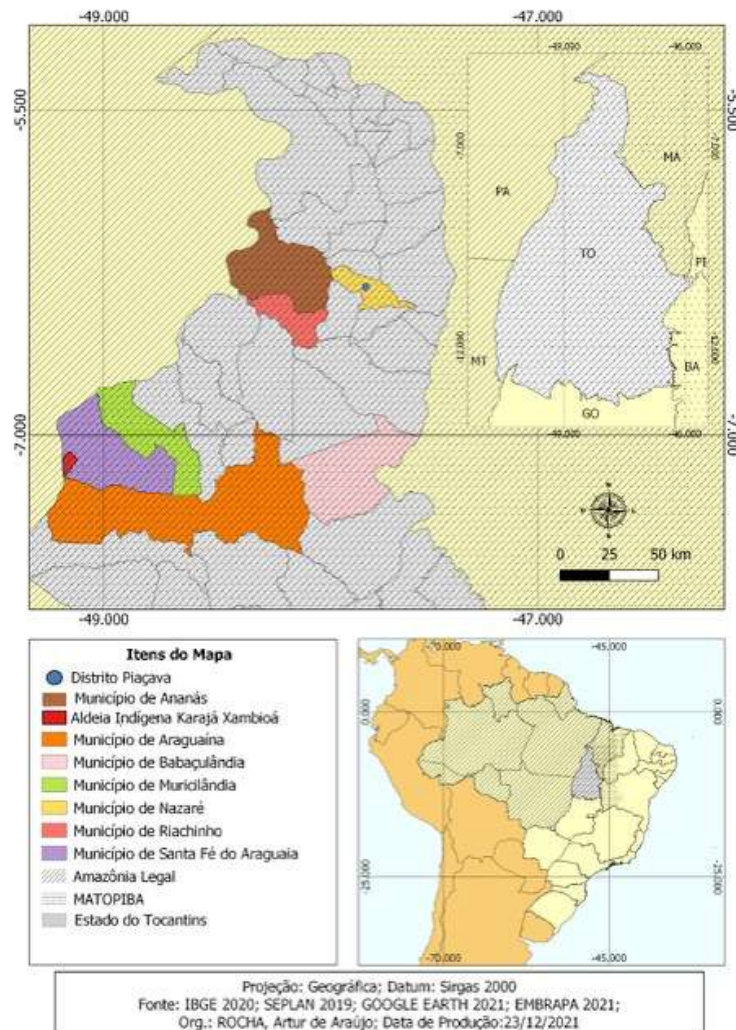 -49.000
-47.000
-5.500
-5.500
-7.000
-7.000
-49.000
-47.000
-49.000
-46.000
-7.000
-7.000
PA
MA
TO
PI
MT
BA
GO
-12.000
-12.000
-49.000
-46.000
0
25
50 km
Itens do Mapa
Distrito Piaçava
Município de Ananás
Aldeia Indígena Karajá Xambioá
Município de Araguaína
Município de Babaçulândia
Município de Muricilândia
Município de Nazaré
Município de Riachinho
Município de Santa Fé do Araguaia
Amazônia Legal
MATOPIBA
Estado do Tocantins
-70.000
-45.000
0.000
0.000
-25.000
-25.000
-70.000
-45.000
Projeção: Geográfica; Datum: Sirgas 2000
Fonte: IBGE 2020; SEPLAN 2019; GOOGLE EARTH 2021; EMBRAPA 2021;
Org.: ROCHA, Artur de Araújo; Data de Produção:23/12/2021